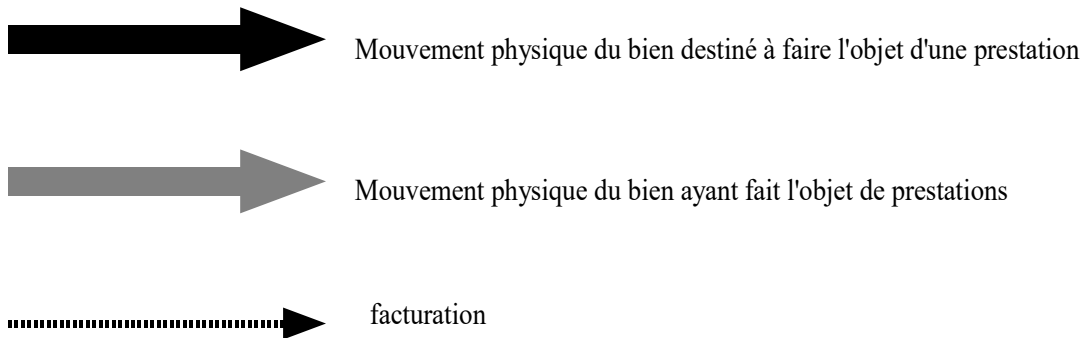 Mouvement physique du bien destiné à faire l'objet d'une prestation
Mouvement physique du bien ayant fait l'objet de prestations
facturation